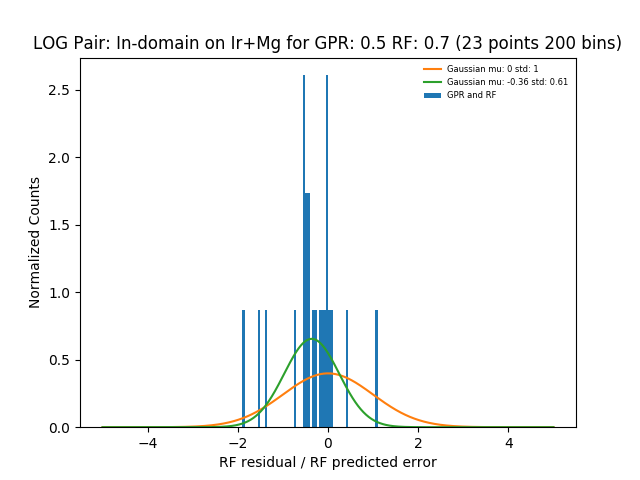 LOG Pair: In-domain on Ir+Mg for GPR: 0.5 RF: 0.7 (23 points 200 bins)
Gaussian mu: 0 std: 1
Gaussian mu: -0.36 std: 0.61
GPR and RF
Normalized Counts
2.5
2.0
1.5
1.0
0.5
0.0
−4
−2
0
2
4
RF residual / RF predicted error